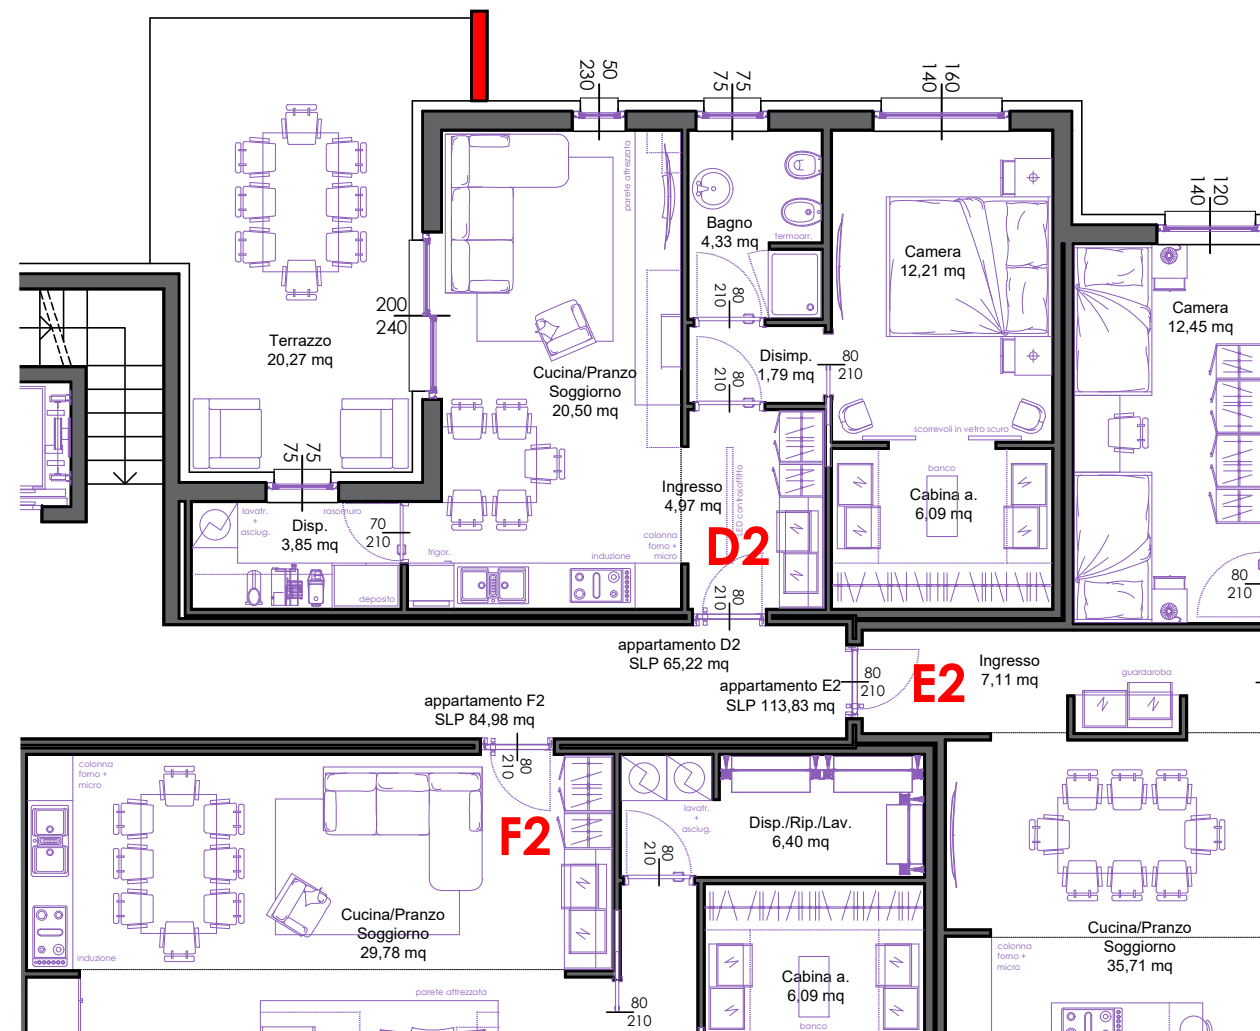 50
230
75
75
160
140
120
140
parete attrezzata
Bagno
4,33 mq
termoarr.
Camera
12,21 mq
Camera
12,45 mq
200
240
Terrazzo
20,27 mq
80
210
Cucina/Pranzo
Soggiorno
20,50 mq
Disimp.
1,79 mq
80
210
80
210
scorrevoli in vetro scuro
75
75
banco
Cabina a.
6,09 mq
Ingresso
4,97 mq
LED controsoffitto
lavatr.
+
asciug.
rasomuro
Disp.
3,85 mq
70
210
frigor.
induzione
colonna
forno +
micro
D2
deposito
80
210
80
210
appartamento D2
SLP 65,22 mq
appartamento E2
SLP 113,83 mq
80
210
E2
Ingresso
7,11 mq
guardaroba
appartamento F2
SLP 84,98 mq
80
210
colonna
forno +
micro
F2
lavatr.
+
asciug.
Disp./Rip./Lav.
6,40 mq
80
210
Cucina/Pranzo
Soggiorno
29,78 mq
induzione
parete attrezzata
Cucina/Pranzo
Soggiorno
35,71 mq
colonna
forno +
micro
Cabina a.
6,09 mq
banco
80
210